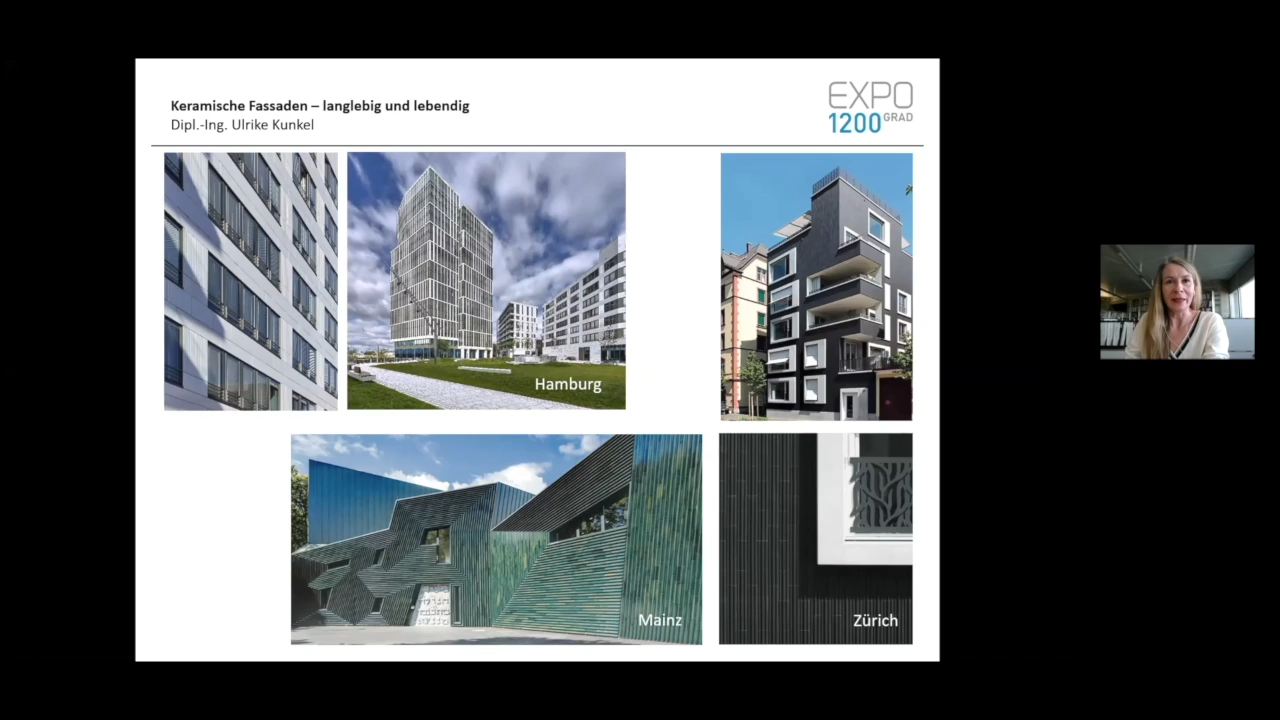 Keramische Fassaden – langlebig und lebendig
Dipl.-Ing. Ulrike Kunkel
EXPO
1200 GRAD
Hamburg
Mainz
Zürich